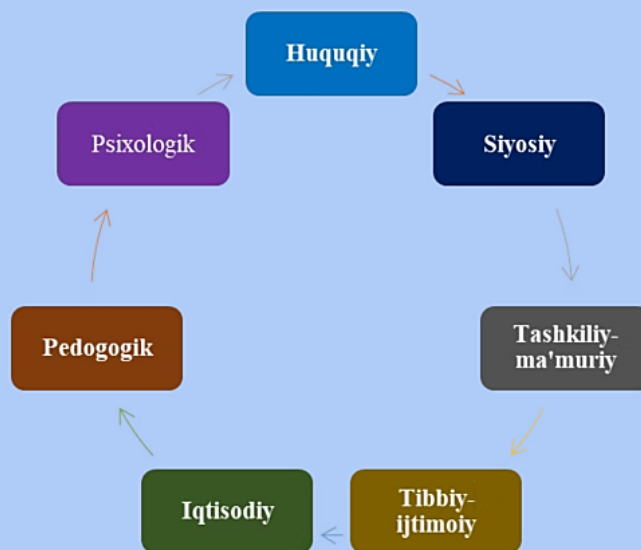 Huquqiy
Siyosiy
Tashkiliy-
ma'muriy
Tibbiy-
ijtimoiy
Iqtisodiy
Pedogogik
Psixologik